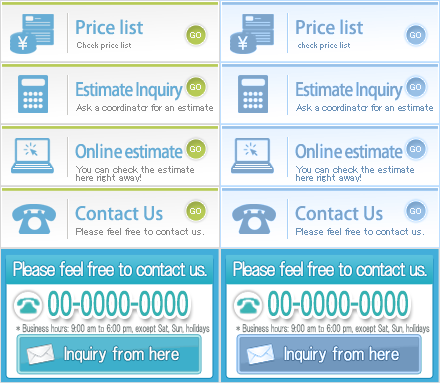 Price list
GO
Check price list
Price list
GO
check price list
Estimate Inquiry
GO
Ask a coordinator for an estimate
Estimate Inquiry
GO
Ask a coordinator for an estimate
Online estimate
GO
You can check the estimate
here right away!
Online estimate
GO
You can check the estimate
here right away!
Contact Us
GO
Please feel free to contact us.
Contact Us
GO
Please feel free to contact us.
Please feel free to contact us.
00-0000-0000
* Business hours: 9:00 am to 6:00 pm, except Sat, Sun, holidays
Inquiry from here
Please feel free to contact us.
00-0000-0000
* Business hours: 9:00 am to 6:00 pm, except Sat, Sun, holidays
Inquiry from here